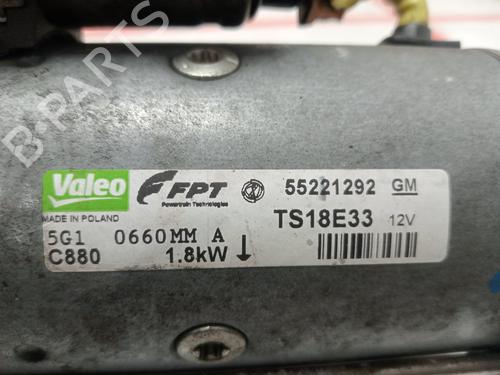 Valeo FPT 55221292 GM
Powertrain Technologies
MADE IN POLAND TS18E33 12V
5G1 0660MM A
C880 1.8kW ↓
B-PARTS